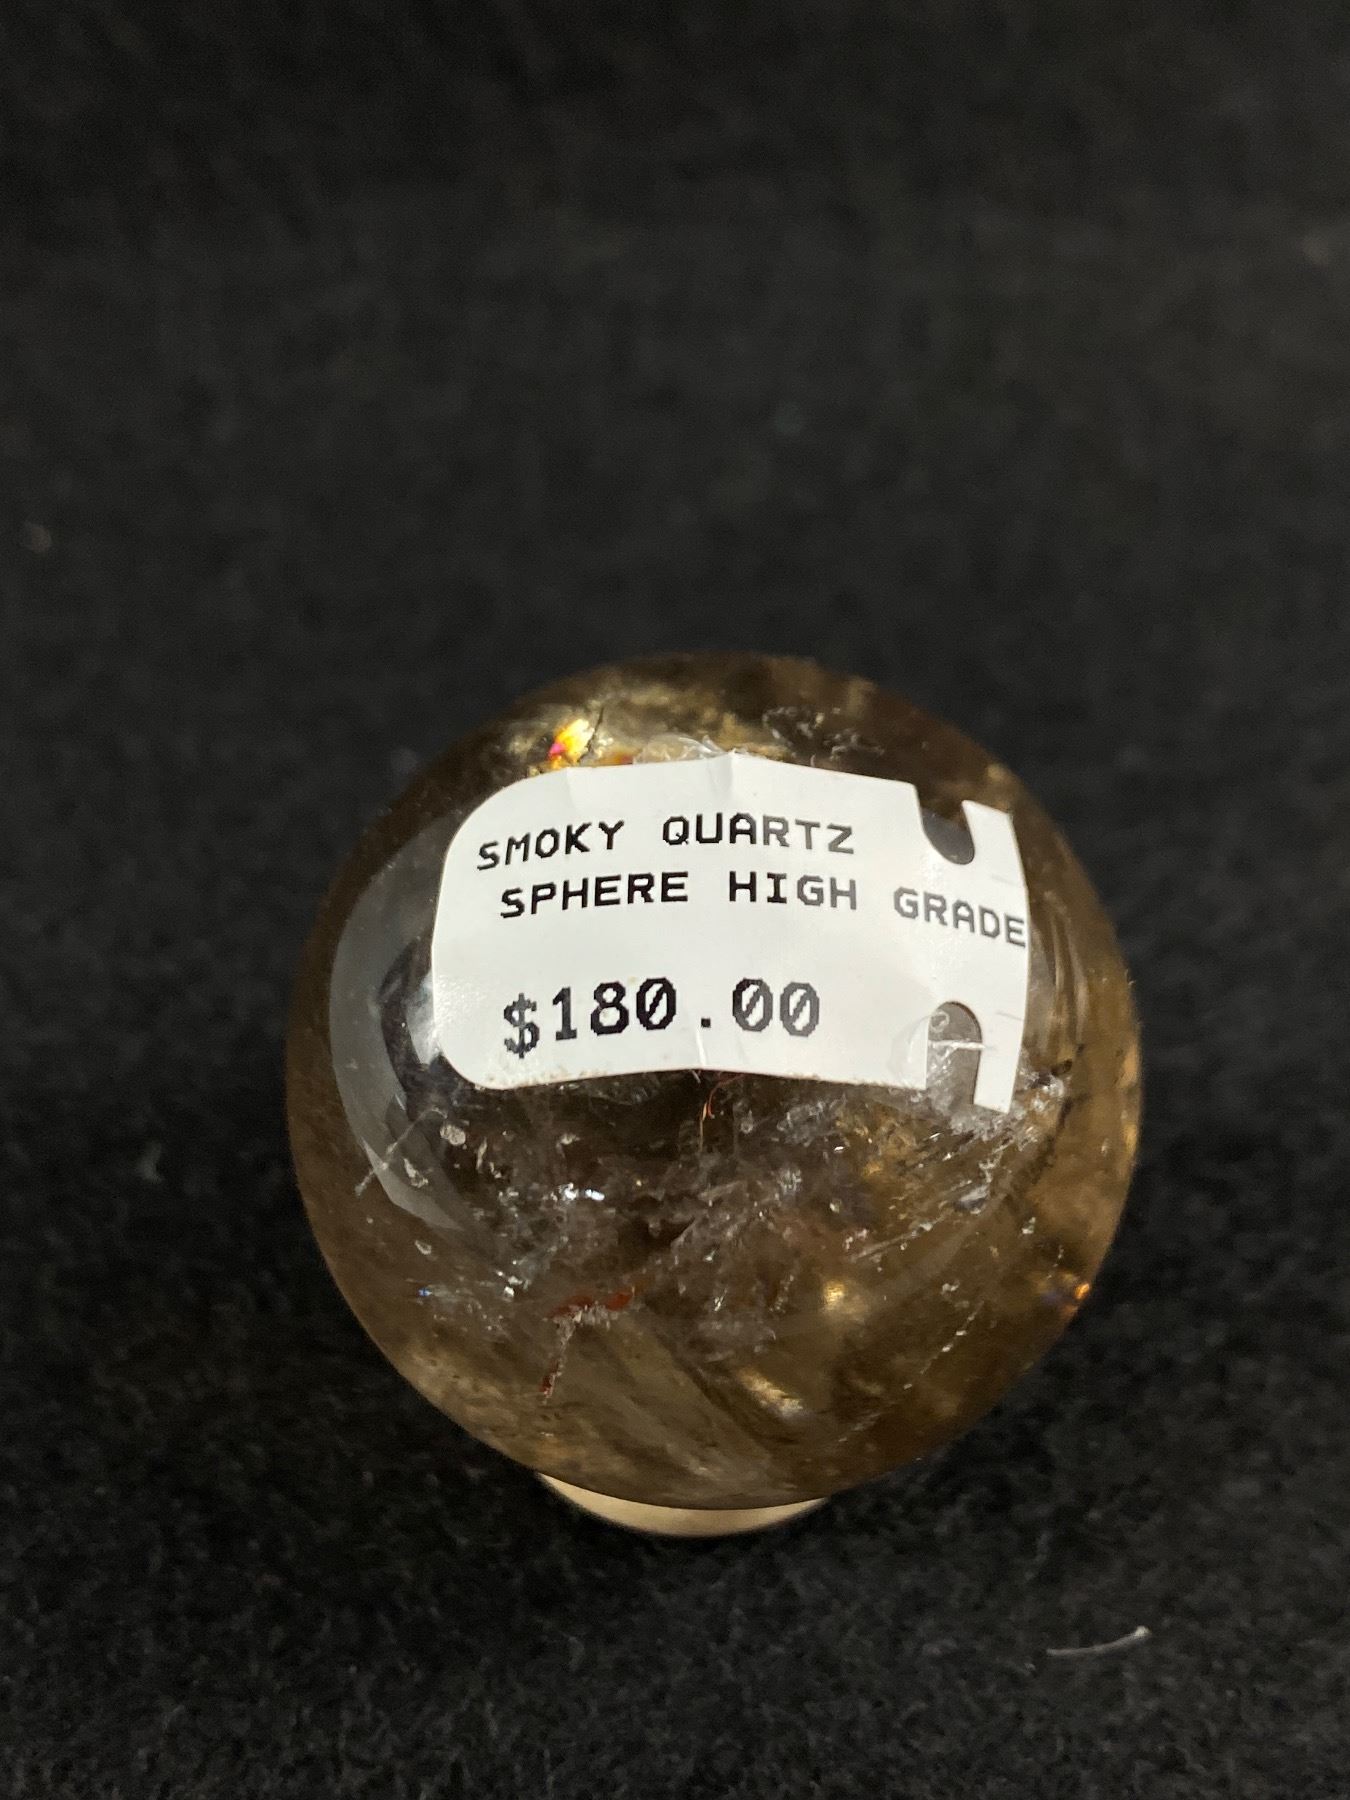 SMOKY QUARTZ
SPHERE HIGH GRADE
$180.00